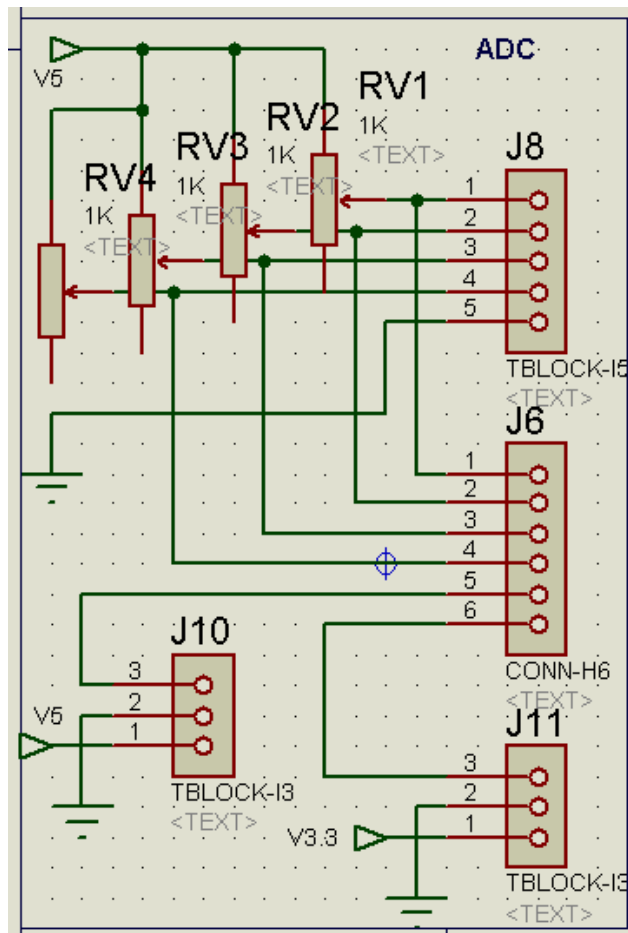 ADC
V5
RV1
1K
<TEXT>
RV2
1K
<TEXT>
RV3
1K
<TEXT>
RV4
1K
<TEXT>
J8
1
2
3
4
5
TBLOCK-I5
<TEXT>
J6
1
2
3
4
5
6
CONN-H6
<TEXT>
J10
3
2
1
V5
TBLOCK-I3
<TEXT>
J11
3
2
1
V3.3
TBLOCK-I3
<TEXT>